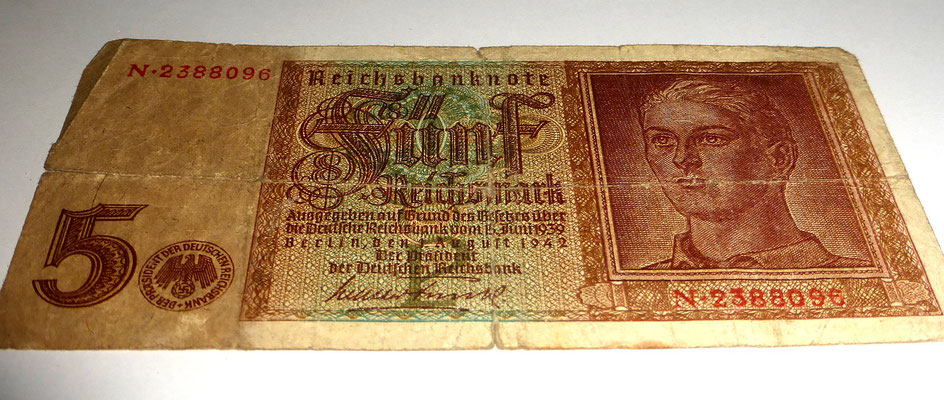 N·2388096
Reichsbanknote
Fünf
Reichsmark
Ausgegeben auf Grund des Gesetzes über
die Deutsche Reichsbank vom 15. Juni 1939
Berlin, den 1. August 1942
Der Präsident
der Deutschen Reichsbank
5
DER PRÄSIDENT DER DEUTSCHEN REICHSBANK
N·2388096